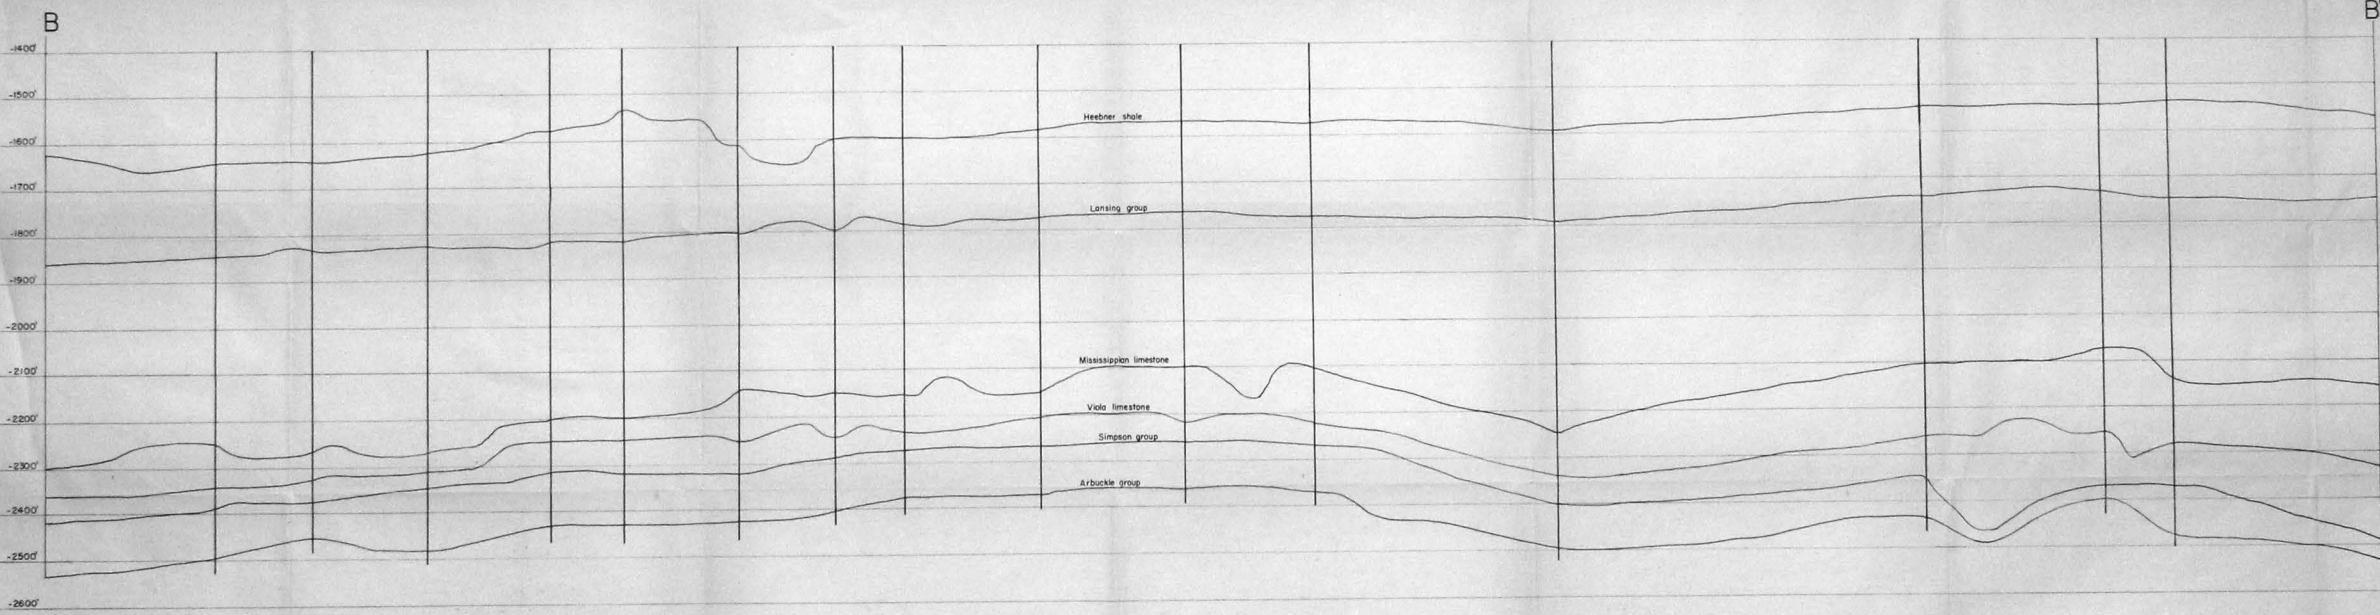 B
B
-1400'
-1500'
Heebner shale
-1600'
-1700'
Lansing group
-1800'
-1900'
-2000'
Mississippian limestone
-2100'
Viola limestone
-2200'
Simpson group
-2300'
Arbuckle group
-2400'
-2500'
-2600'